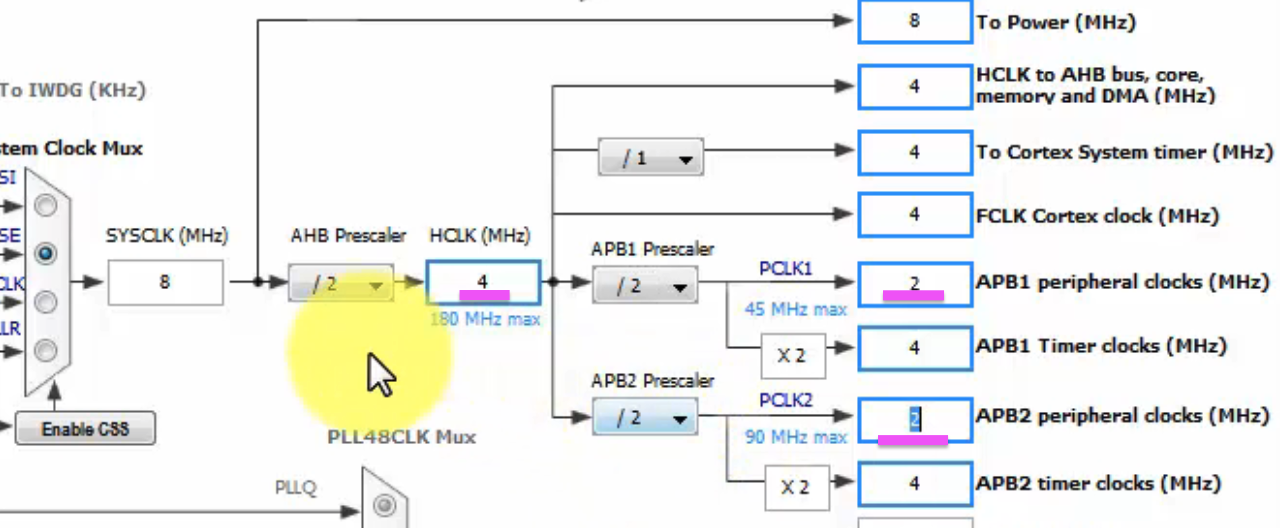 8 To Power (MHz)
HCLK to AHB bus, core,
4 memory and DMA (MHz)
To IWDG (KHz)
stem Clock Mux
/ 1 4 To Cortex System timer (MHz)
SI
4 FCLK Cortex clock (MHz)
SE SYSCLK (MHz) AHB Prescaler HCLK (MHz)
APB1 Prescaler
8 / 2 4 / 2 PCLK1 2 APB1 peripheral clocks (MHz)
CLK
180 MHz max 45 MHz max
LLR
X 2 4 APB1 Timer clocks (MHz)
APB2 Prescaler
/ 2 PCLK2 2 APB2 peripheral clocks (MHz)
Enable CSS
PLL48CLK Mux 90 MHz max
PLLQ X 2 4 APB2 timer clocks (MHz)